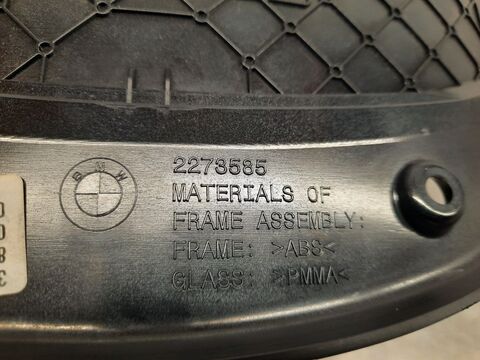 BMW
2273585
MATERIALS OF
FRAME ASSEMBLY:
FRAME: >ABS<
GLASS: >PMMA<